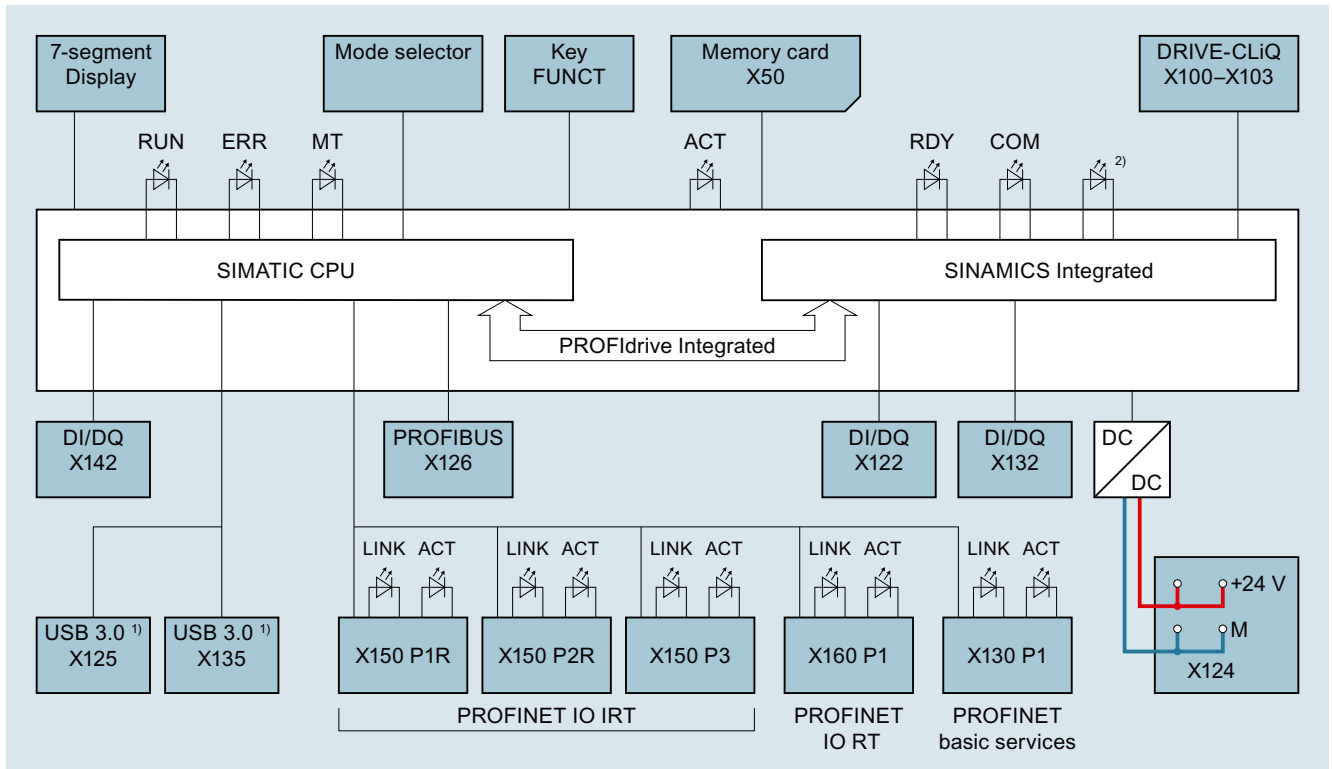 7-segment
Display
Mode selector
Key
FUNCT
Memory card
X50
DRIVE-CLiQ
X100–X103
RUN
ERR
MT
ACT
RDY
COM
2)
SIMATIC CPU
SINAMICS Integrated
PROFIdrive Integrated
DI/DQ
X142
PROFIBUS
X126
DI/DQ
X122
DI/DQ
X132
DC
DC
LINK ACT
LINK ACT
LINK ACT
LINK ACT
LINK ACT
USB 3.0 1)
X125
USB 3.0 1)
X135
X150 P1R
X150 P2R
X150 P3
X160 P1
X130 P1
+24 V
M
X124
PROFINET IO IRT
PROFINET
IO RT
PROFINET
basic services